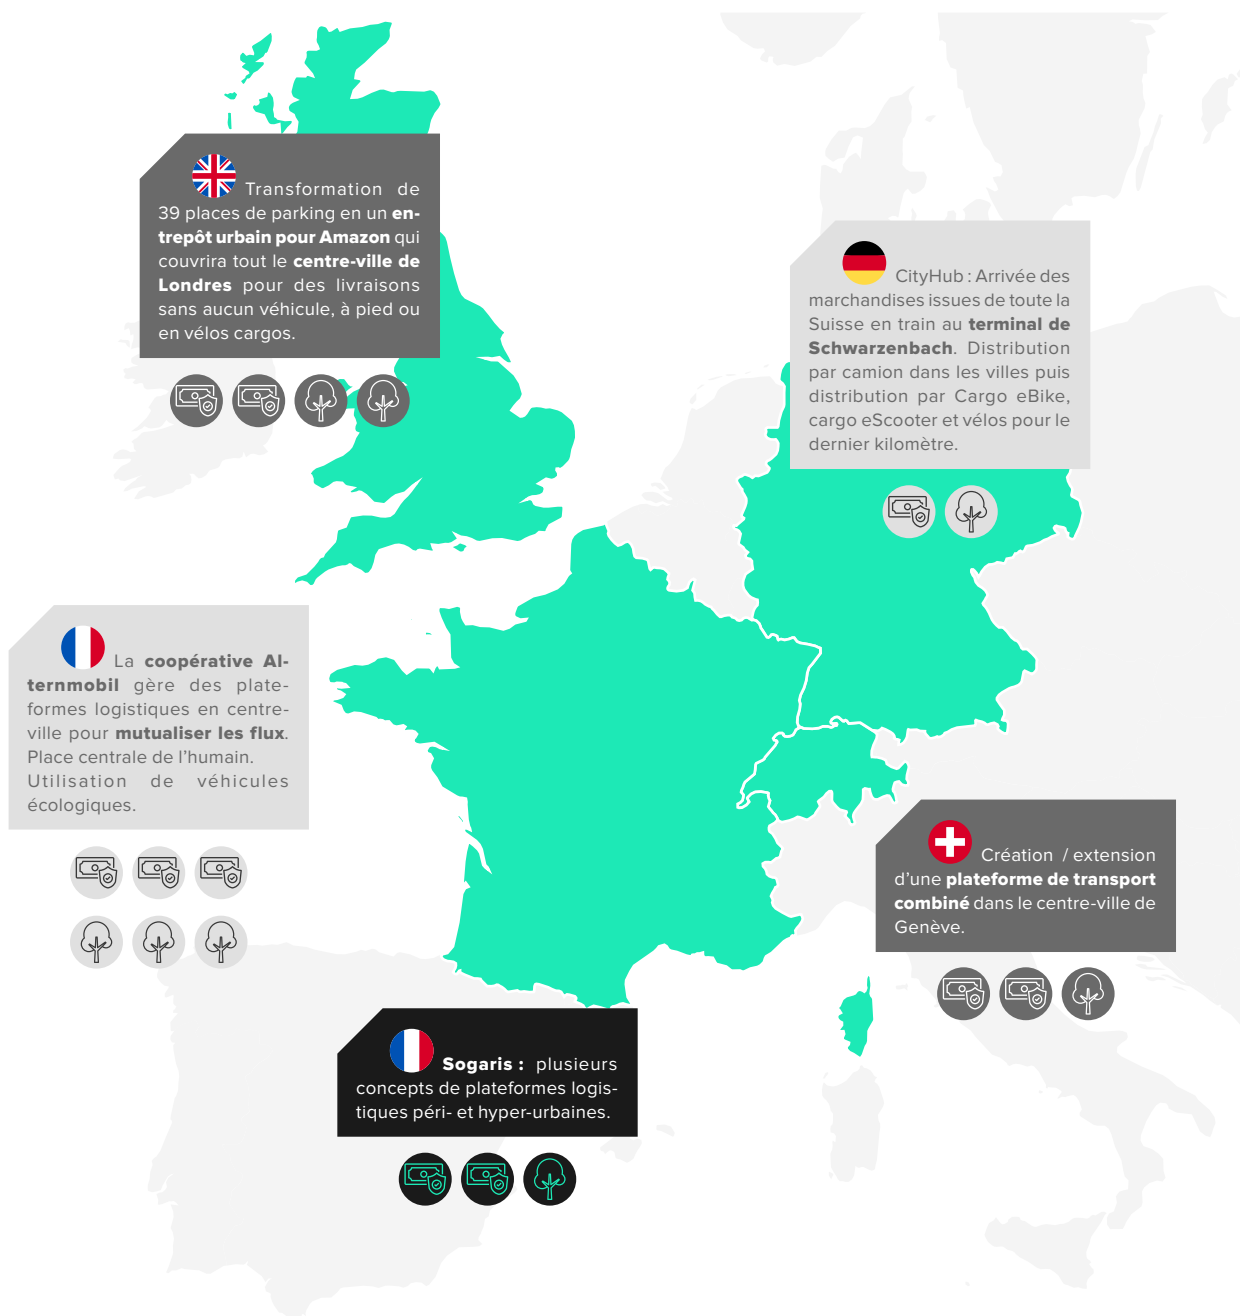 Transformation de
39 places de parking en un en-
trepôt urbain pour Amazon qui
couvrira tout le centre-ville de
Londres pour des livraisons
sans aucun véhicule, à pied ou
en vélos cargos.
CityHub : Arrivée des
marchandises issues de toute la
Suisse en train au terminal de
Schwarzenbach. Distribution
par camion dans les villes puis
distribution par Cargo eBike,
cargo eScooter et vélos pour le
dernier kilomètre.
La coopérative Al-
ternmobil gère des plate-
formes logistiques en centre-
ville pour mutualiser les flux.
Place centrale de l'humain.
Utilisation de véhicules
écologiques.
Création / extension
d'une plateforme de transport
combiné dans le centre-ville de
Genève.
Sogaris : plusieurs
concepts de plateformes logis-
tiques péri- et hyper-urbaines.